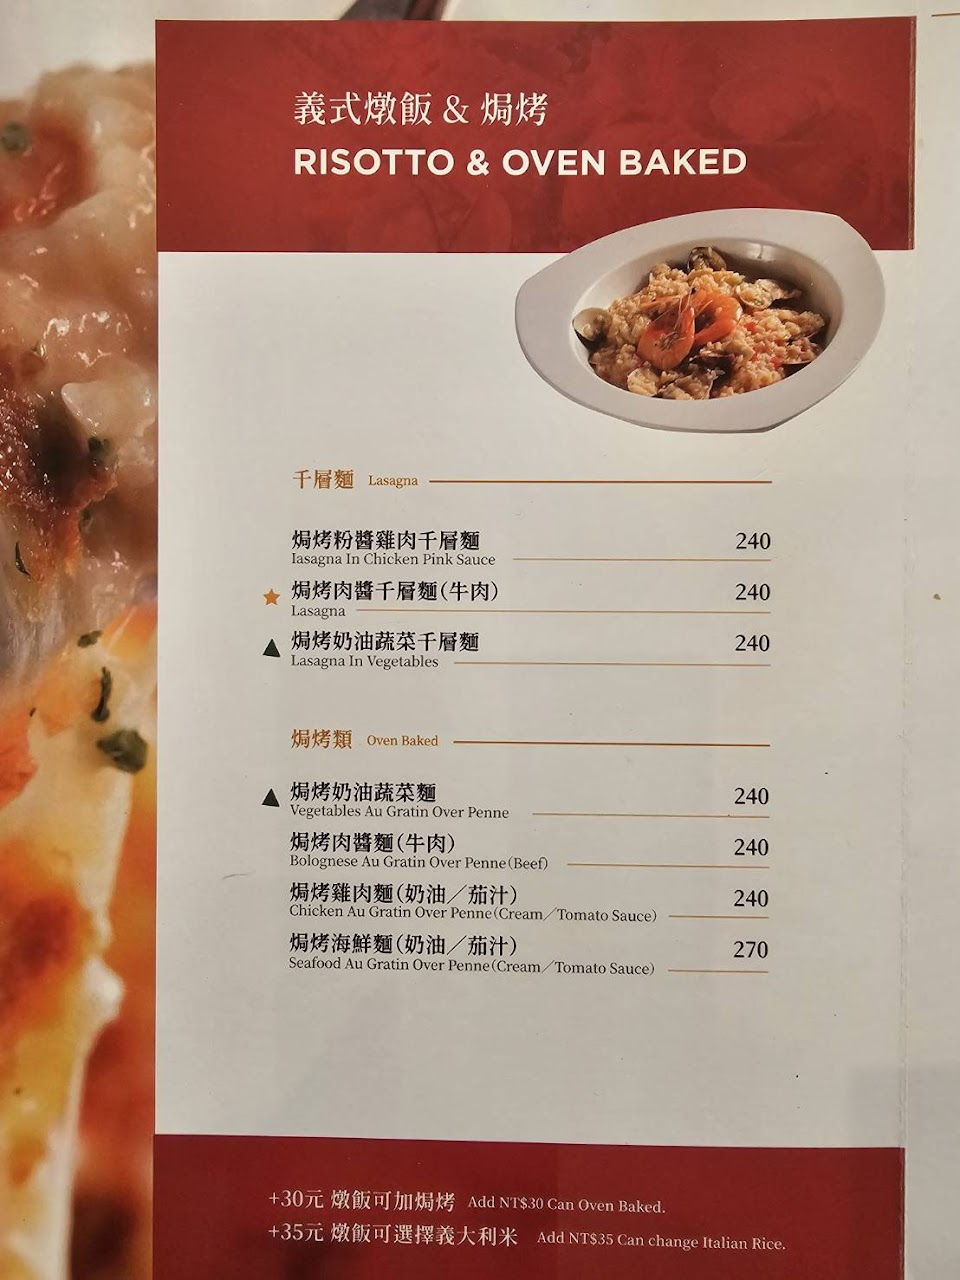 義式燉飯 & 焗烤
RISOTTO & OVEN BAKED
千層麵 Lasagna
焗烤粉醬雞肉千層麵 240
Iasagna In Chicken Pink Sauce
焗烤肉醬千層麵(牛肉) 240
Lasagna
焗烤奶油蔬菜千層麵 240
Lasagna In Vegetables
焗烤類 Oven Baked
焗烤奶油蔬菜麵 240
Vegetables Au Gratin Over Penne
焗烤肉醬麵(牛肉) 240
Bolognese Au Gratin Over Penne(Beef)
焗烤雞肉麵(奶油／茄汁) 240
Chicken Au Gratin Over Penne(Cream／Tomato Sauce)
焗烤海鮮麵(奶油／茄汁) 270
Seafood Au Gratin Over Penne(Cream／Tomato Sauce)
+30元 燉飯可加焗烤 Add NT$30 Can Oven Baked.
+35元 燉飯可選擇義大利米 Add NT$35 Can change Italian Rice.